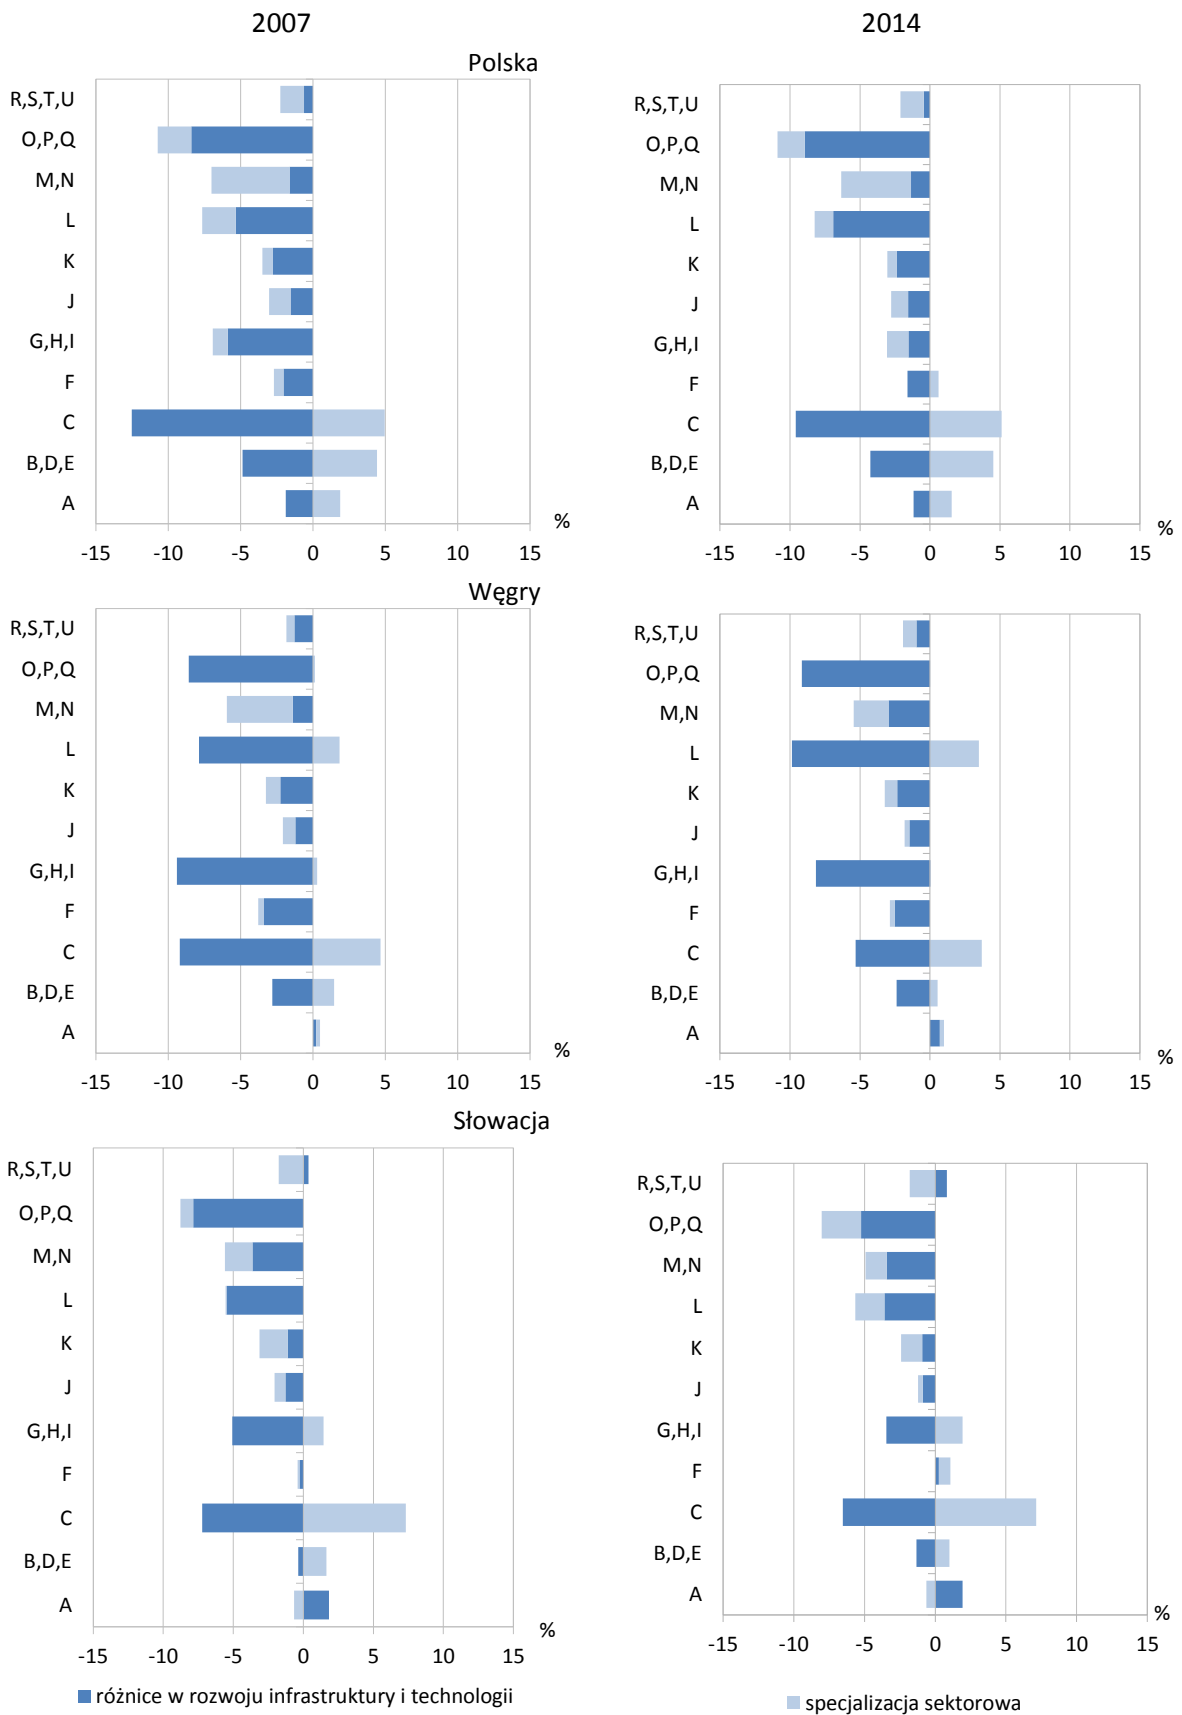 2007
2014
Polska
R,S,T,U
O,P,Q
M,N
L
K
J
G,H,I
F
C
B,D,E
A
%
-15 -10 -5 0 5 10 15
R,S,T,U
O,P,Q
M,N
L
K
J
G,H,I
F
C
B,D,E
A
%
-15 -10 -5 0 5 10 15
Węgry
R,S,T,U
O,P,Q
M,N
L
K
J
G,H,I
F
C
B,D,E
A
%
-15 -10 -5 0 5 10 15
R,S,T,U
O,P,Q
M,N
L
K
J
G,H,I
F
C
B,D,E
A
%
-15 -10 -5 0 5 10 15
Słowacja
R,S,T,U
O,P,Q
M,N
L
K
J
G,H,I
F
C
B,D,E
A
%
-15 -10 -5 0 5 10 15
R,S,T,U
O,P,Q
M,N
L
K
J
G,H,I
F
C
B,D,E
A
%
-15 -10 -5 0 5 10 15
różnice w rozwoju infrastruktury i technologii
specjalizacja sektorowa